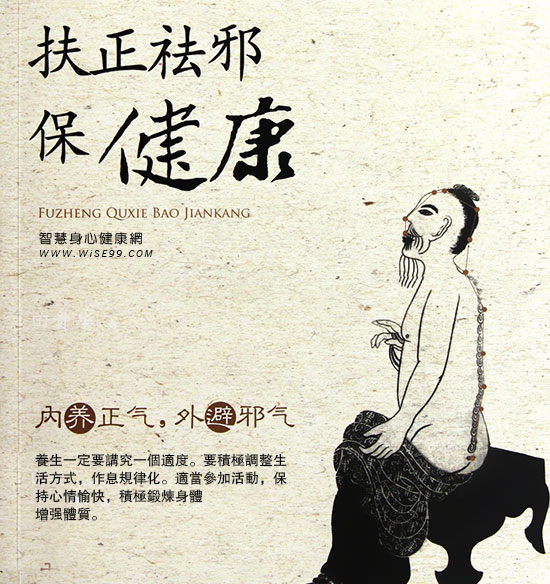 扶正祛邪
保健康
FUZHENG QUXIE BAO JIANKANG
智慧身心健康網
WWW.WiSE99.COM
內养正气，外避邪气
養生一定要講究一個適度。要積極調整生
活方式，作息規律化。適當參加活動，保
持心情愉快，積極鍛煉身體
增强體質。